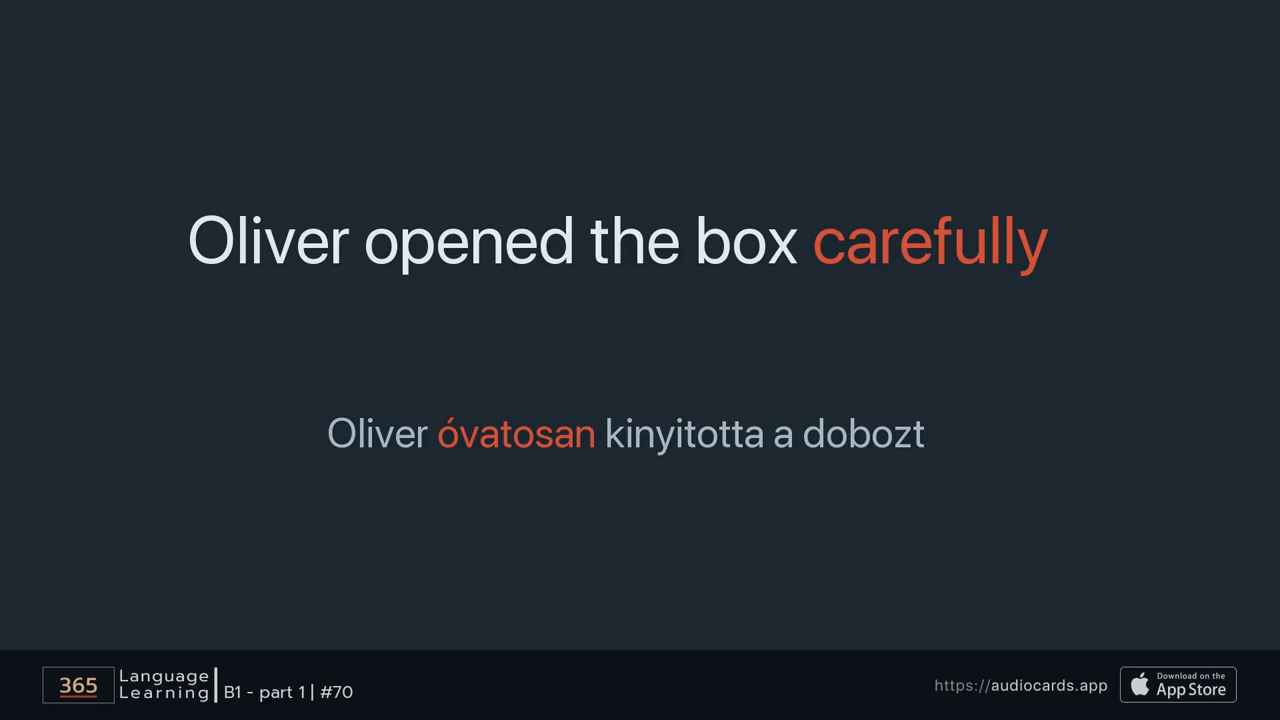 Oliver opened the box carefully
Oliver óvatosan kinyitotta a dobozt
365
Language
Learning
B1 - part 1 | #70
https://audiocards.app
Download on the
App Store